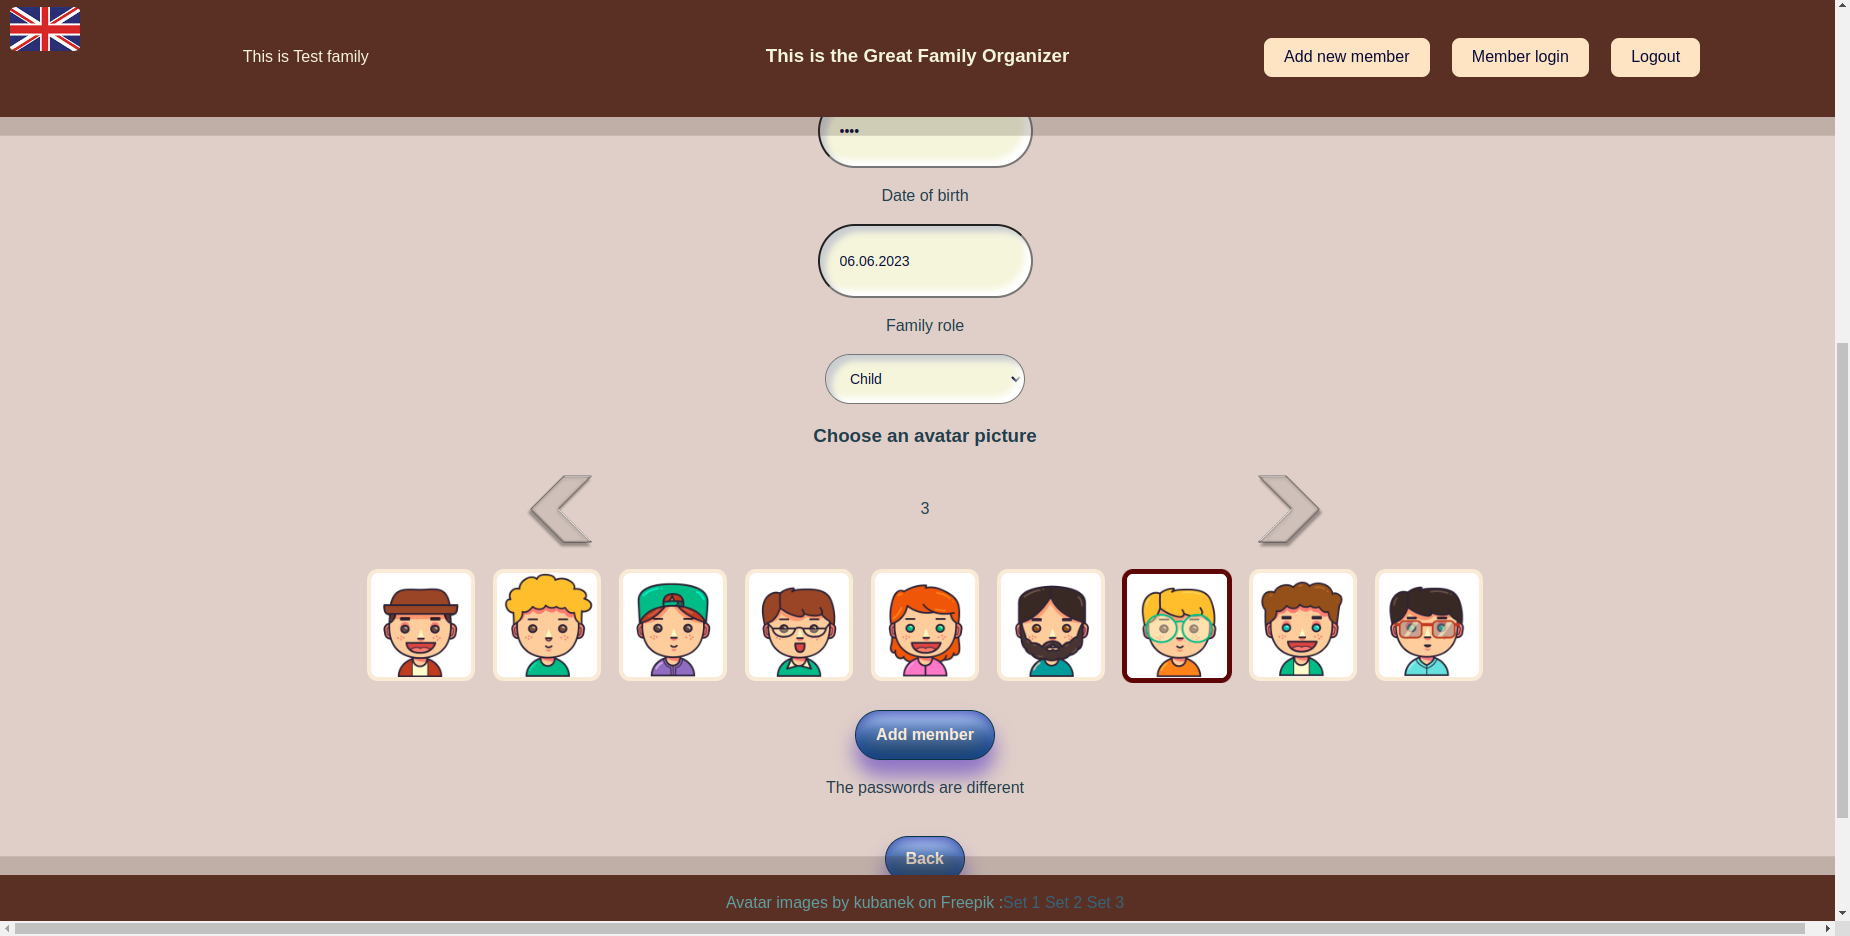 This is Test family
This is the Great Family Organizer
Add new member
Member login
Logout
••••
Date of birth
06.06.2023
Family role
Child
Choose an avatar picture
3
Add member
The passwords are different
Back
Avatar images by kubanek on Freepik :Set 1 Set 2 Set 3